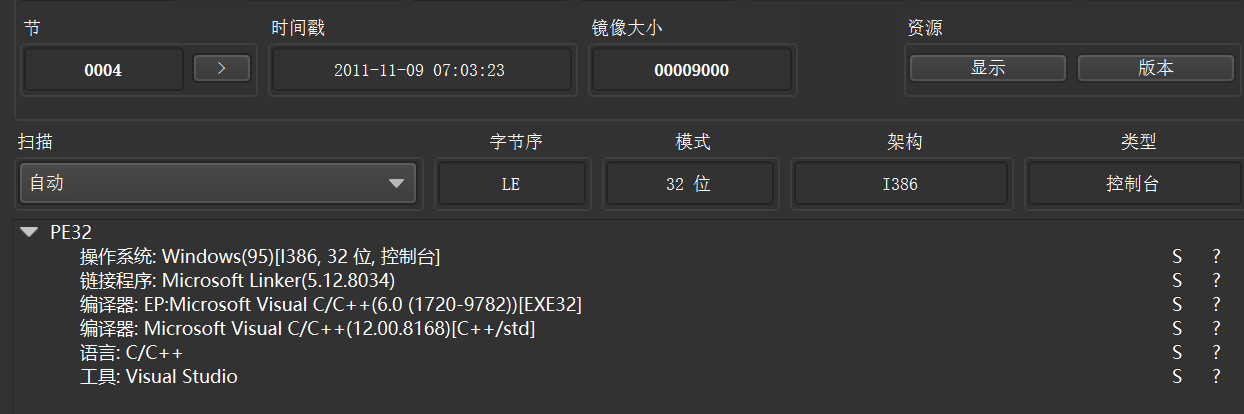 节 时间戳 镜像大小 资源
0004 > 2011-11-09 07:03:23 00009000 显示 版本
扫描 字节序 模式 架构 类型
自动 LE 32 位 I386 控制台
PE32
操作系统: Windows(95)[I386, 32 位, 控制台] S ?
链接程序: Microsoft Linker(5.12.8034) S ?
编译器: EP:Microsoft Visual C/C++(6.0 (1720-9782))[EXE32] S ?
编译器: Microsoft Visual C/C++(12.00.8168)[C++/std] S ?
语言: C/C++ S ?
工具: Visual Studio S ?